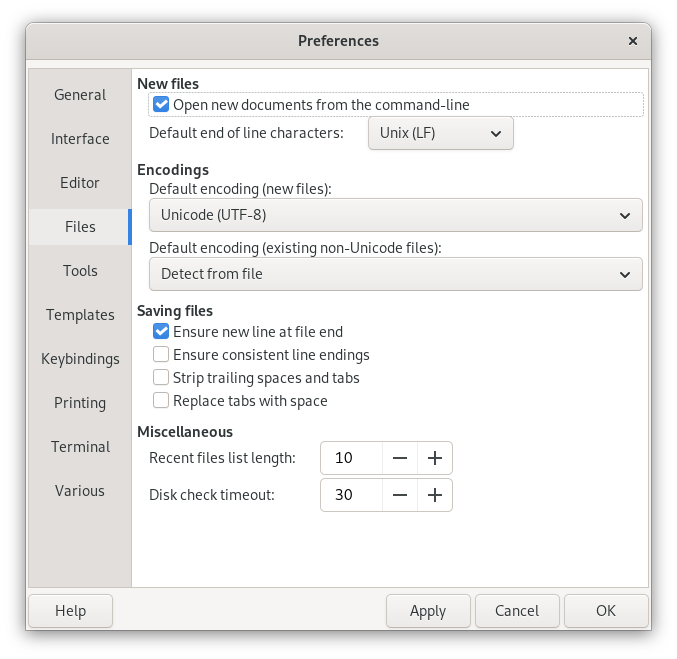 Preferences
General
Interface
Editor
Files
Tools
Templates
Keybindings
Printing
Terminal
Various
New files
Open new documents from the command-line
Default end of line characters: Unix (LF)
Encodings
Default encoding (new files):
Unicode (UTF-8)
Default encoding (existing non-Unicode files):
Detect from file
Saving files
Ensure new line at file end
Ensure consistent line endings
Strip trailing spaces and tabs
Replace tabs with space
Miscellaneous
Recent files list length: 10
Disk check timeout: 30
Help Apply Cancel OK